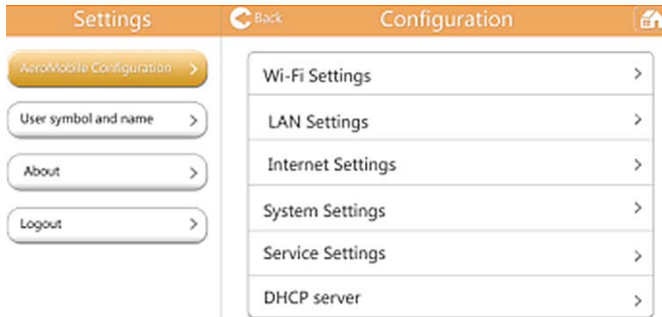 Settings
AeroMobile Configuration
User symbol and name
About
Logout
Back
Configuration
Wi-Fi Settings
LAN Settings
Internet Settings
System Settings
Service Settings
DHCP server